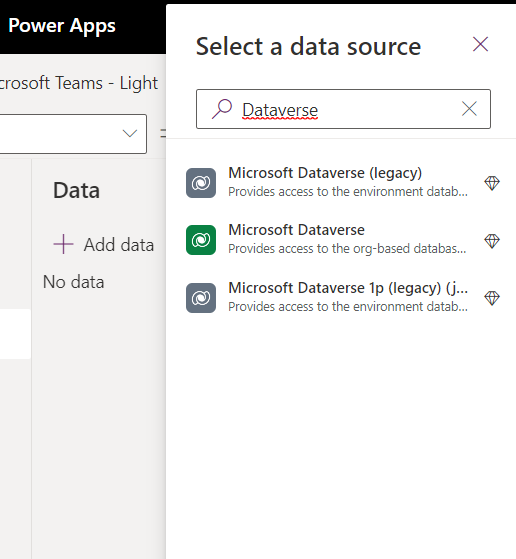 Power Apps
crosoft Teams - Light
Data
Add data
No data
Select a data source
Dataverse
Microsoft Dataverse (legacy)
Provides access to the environment datab...
Microsoft Dataverse
Provides access to the org-based databas...
Microsoft Dataverse 1p (legacy) (j...
Provides access to the environment datab...